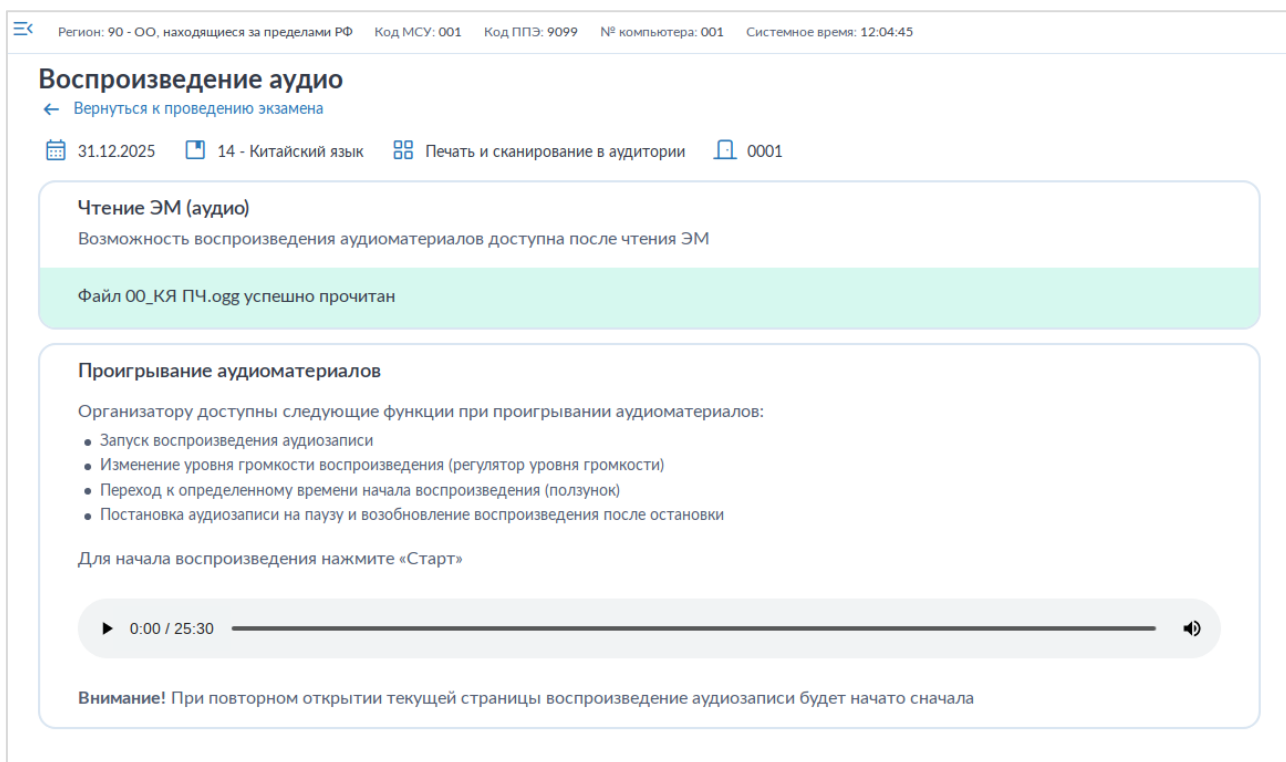 Регион: 90 - ОО, находящиеся за пределами РФ Код МСУ: 001 Код ППЭ: 9099 № компьютера: 001 Системное время: 12:04:45
Воспроизведение аудио
Вернуться к проведению экзамена
31.12.2025 14 - Китайский язык Печать и сканирование в аудитории 0001
Чтение ЭМ (аудио)
Возможность воспроизведения аудиоматериалов доступна после чтения ЭМ
Файл 00_КЯ ПЧ.ogg успешно прочитан
Проигрывание аудиоматериалов
Организатору доступны следующие функции при проигрывании аудиоматериалов:
Запуск воспроизведения аудиозаписи
Изменение уровня громкости воспроизведения (регулятор уровня громкости)
Переход к определенному времени начала воспроизведения (ползунок)
Постановка аудиозаписи на паузу и возобновление воспроизведения после остановки
Для начала воспроизведения нажмите «Старт»
0:00 / 25:30
Внимание! При повторном открытии текущей страницы воспроизведение аудиозаписи будет начато сначала